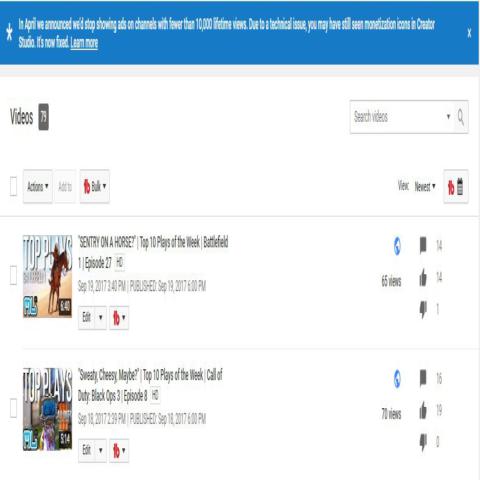 In April we announced we'd stop showing ads on channels with fewer than 10,000 lifetime views. Due to a technical issue, you may have still seen monetization icons in Creator
Studio. It's now fixed. Learn more
x
Videos 79
Search videos
Actions Add to Bulk
View: Newest
TOP PLAYS
"SENTRY ON A HORSE?" | Top 10 Plays of the Week | Battlefield
1 | Episode 27 HD
Sep 19, 2017 3:40 PM | PUBLISHED: Sep 19, 2017 6:00 PM
6:40
Edit
65 views
14
14
1
TOP PLAYS
"Sweaty, Cheesy, Maybe?" | Top 10 Plays of the Week | Call of
Duty: Black Ops 3 | Episode 8 HD
Sep 18, 2017 2:39 PM | PUBLISHED: Sep 18, 2017 6:00 PM
5:14
Edit
70 views
16
19
0